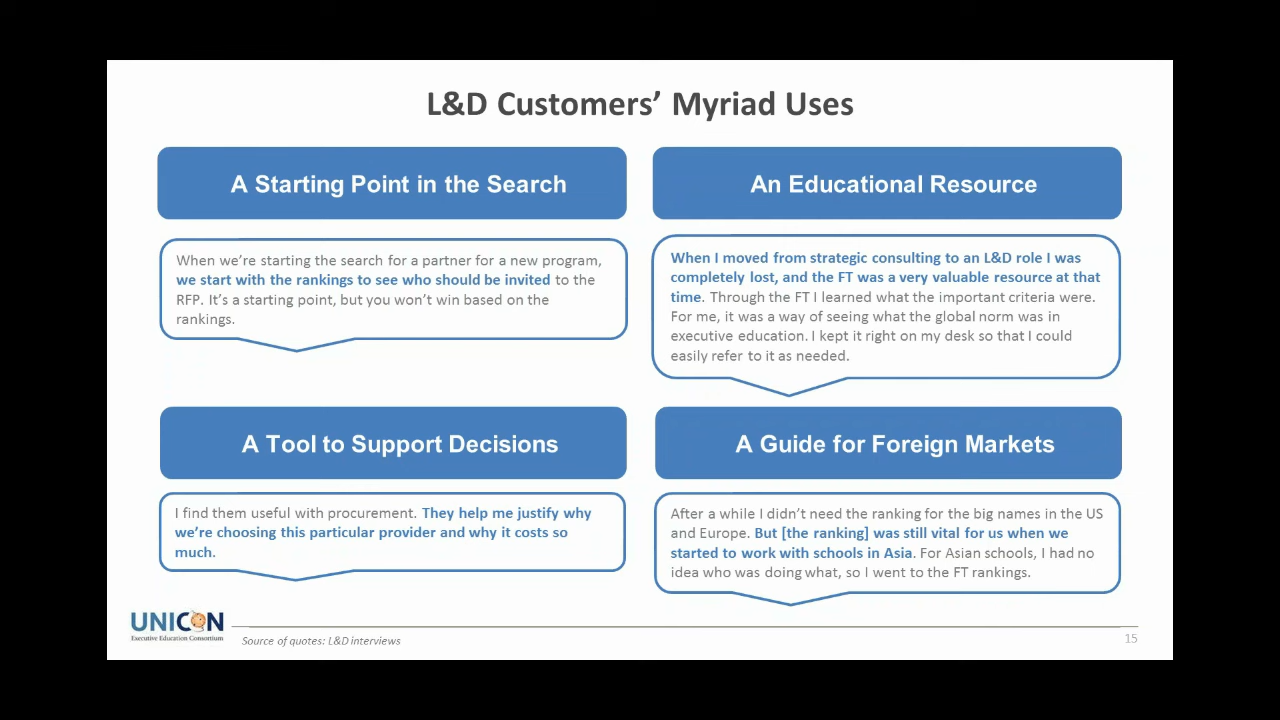 L&D Customers’ Myriad Uses
A Starting Point in the Search
When we’re starting the search for a partner for a new program,
we start with the rankings to see who should be invited to the
RFP. It’s a starting point, but you won’t win based on the
rankings.
An Educational Resource
When I moved from strategic consulting to an L&D role I was
completely lost, and the FT was a very valuable resource at that
time. Through the FT I learned what the important criteria were.
For me, it was a way of seeing what the global norm was in
executive education. I kept it right on my desk so that I could
easily refer to it as needed.
A Tool to Support Decisions
I find them useful with procurement. They help me justify why
we’re choosing this particular provider and why it costs so
much.
A Guide for Foreign Markets
After a while I didn’t need the ranking for the big names in the US
and Europe. But [the ranking] was still vital for us when we
started to work with schools in Asia. For Asian schools, I had no
idea who was doing what, so I went to the FT rankings.
UNICON
Executive Education Consortium
Source of quotes: L&D interviews
15